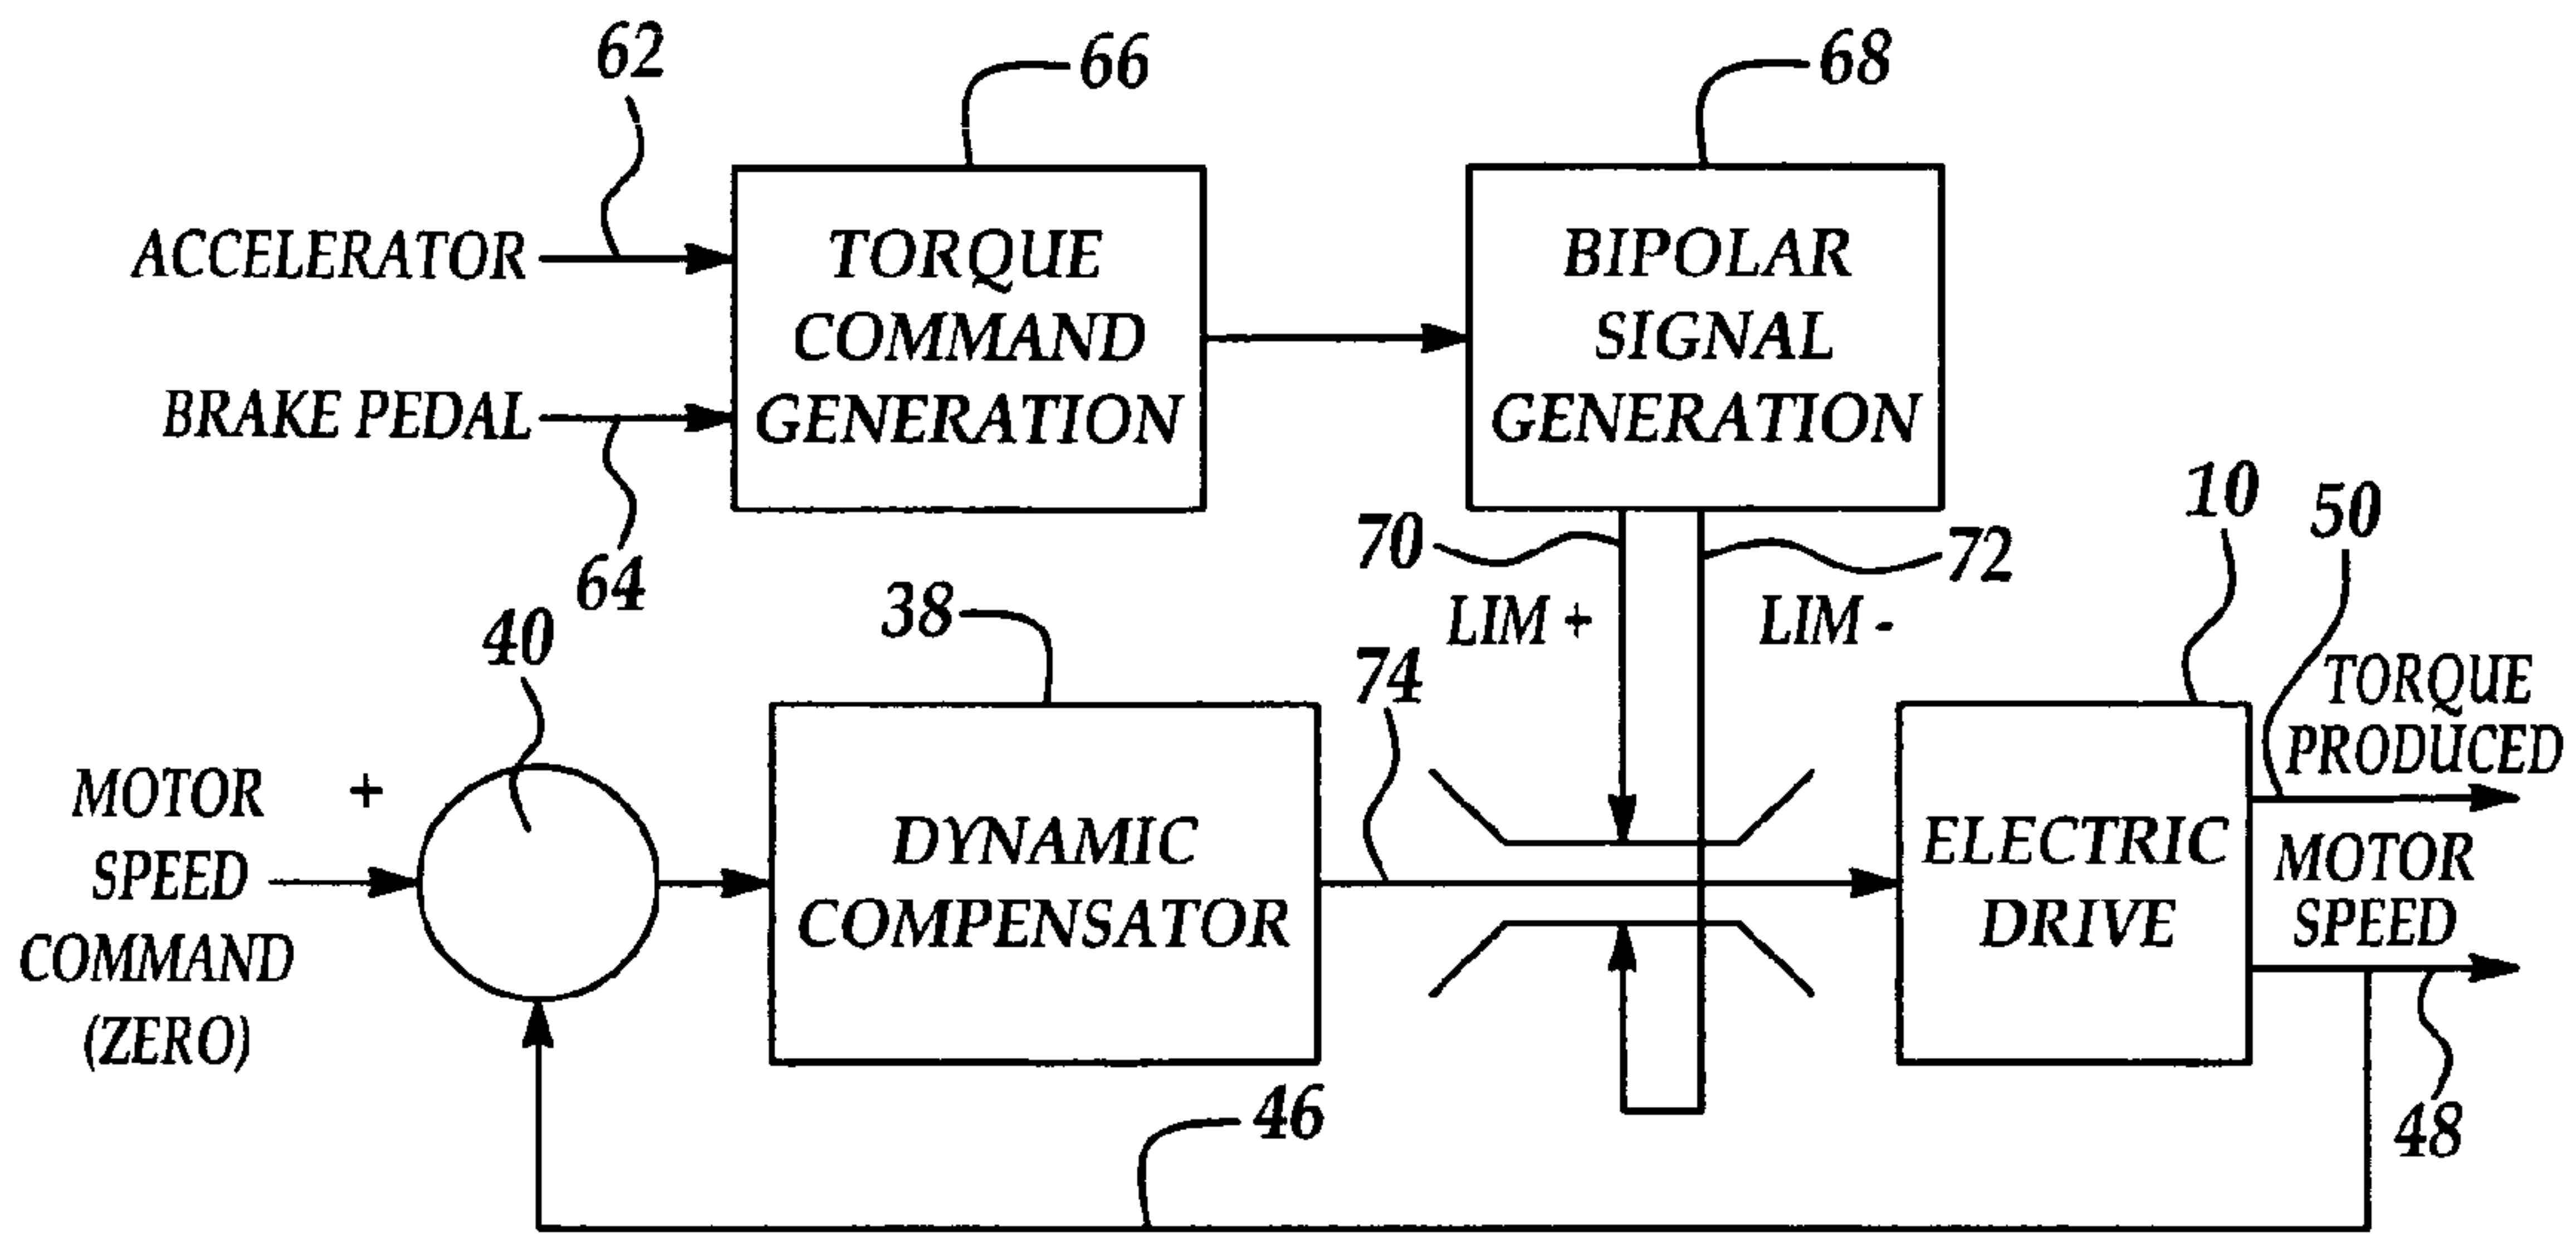 62
66
68
ACCELERATOR
TORQUE
COMMAND
GENERATION
BIPOLAR
SIGNAL
GENERATION
BRAKE PEDAL
64
70
72
10
50
LIM +
LIM -
40
38
74
TORQUE
PRODUCED
MOTOR
SPEED
COMMAND
(ZERO)
+
DYNAMIC
COMPENSATOR
ELECTRIC
DRIVE
MOTOR
SPEED
46
48